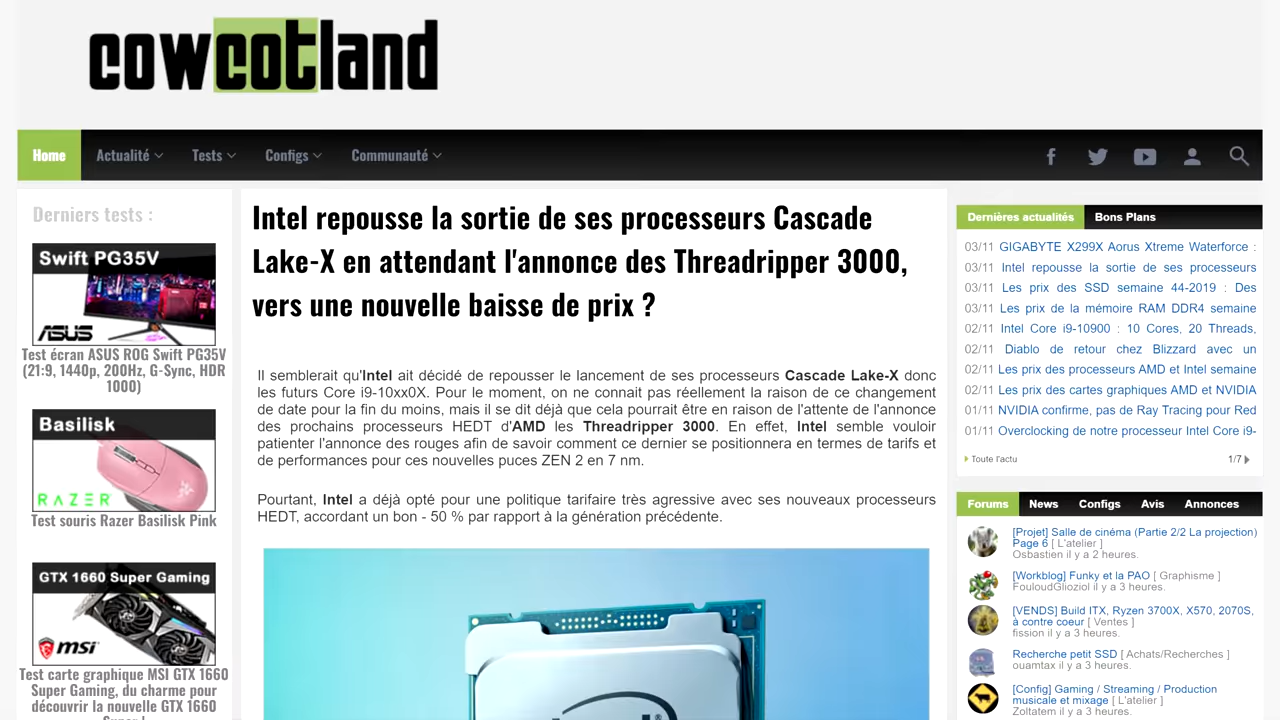 cowcotland
Home
Actualité
Tests
Configs
Communauté
Derniers tests :
Swift PG35V
ASUS
Test écran ASUS ROG Swift PG35V
(21:9, 1440p, 200Hz, G-Sync, HDR
1000)
Basilisk
RAZER
Test souris Razer Basilisk Pink
GTX 1660 Super Gaming
msi
Test carte graphique MSI GTX 1660
Super Gaming, du charme pour
découvrir la nouvelle GTX 1660
Super !
Intel repousse la sortie de ses processeurs Cascade
Lake-X en attendant l'annonce des Threadripper 3000,
vers une nouvelle baisse de prix ?
Il semblerait qu'Intel ait décidé de repousser le lancement de ses processeurs Cascade Lake-X donc
les futurs Core i9-10xx0X. Pour le moment, on ne connait pas réellement la raison de ce changement
de date pour la fin du moins, mais il se dit déjà que cela pourrait être en raison de l'attente de l'annonce
des prochains processeurs HEDT d'AMD les Threadripper 3000. En effet, Intel semble vouloir
patienter l'annonce des rouges afin de savoir comment ce dernier se positionnera en termes de tarifs et
de performances pour ces nouvelles puces ZEN 2 en 7 nm.
Pourtant, Intel a déjà opté pour une politique tarifaire très agressive avec ses nouveaux processeurs
HEDT, accordant un bon - 50 % par rapport à la génération précédente.
Dernières actualités
Bons Plans
03/11 GIGABYTE X299X Aorus Xtreme Waterforce :
03/11 Intel repousse la sortie de ses processeurs
03/11 Les prix des SSD semaine 44-2019 : Des
03/11 Les prix de la mémoire RAM DDR4 semaine
02/11 Intel Core i9-10900 : 10 Cores, 20 Threads,
02/11 Diablo de retour chez Blizzard avec un
02/11 Les prix des processeurs AMD et Intel semaine
02/11 Les prix des cartes graphiques AMD et NVIDIA
01/11 NVIDIA confirme, pas de Ray Tracing pour Red
01/11 Overclocking de notre processeur Intel Core i9-
Toute l'actu
1/7
Forums
News
Configs
Avis
Annonces
[Projet] Salle de cinéma (Partie 2/2 La projection)
Page 6 [ L'atelier ]
Osbastien il y a 2 heures.
[Workblog] Funky et la PAO [ Graphisme ]
FouloudGlioziol il y a 3 heures.
[VENDS] Build ITX, Ryzen 3700X, X570, 2070S,
à contre coeur [ Ventes ]
fission il y a 3 heures.
Recherche petit SSD [ Achats/Recherches ]
ouamtax il y a 3 heures.
[Config] Gaming / Streaming / Production
musicale et mixage [ L'atelier ]
Zoltatem il y a 3 heures.